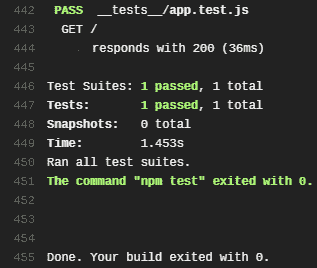 442 PASS __tests__/app.test.js
443 GET /
444 responds with 200 (36ms)
445
446 Test Suites: 1 passed, 1 total
447 Tests: 1 passed, 1 total
448 Snapshots: 0 total
449 Time: 1.453s
450 Ran all test suites.
451 The command "npm test" exited with 0.
452
453
454
455 Done. Your build exited with 0.